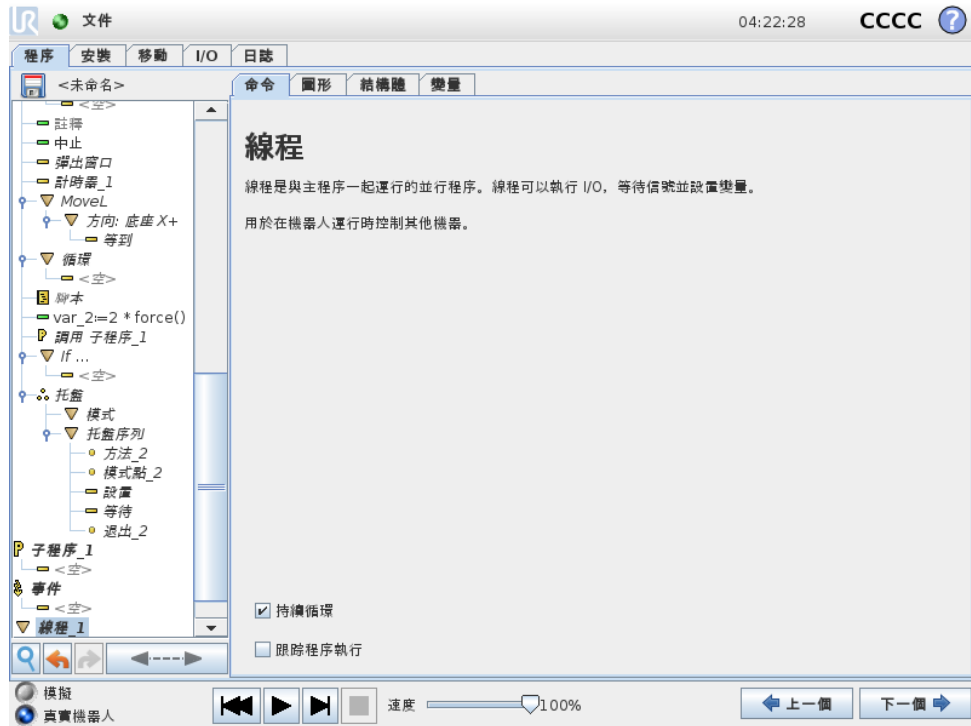 UR 文件 04:22:28 CCCC ?
程序 安裝 移動 I/O 日誌
<未命名> 命令 圖形 結構體 變量
<空>
註釋
中止
彈出窗口
計時器_1
MoveL
方向: 底座 X+
等到
循環
<空>
腳本
var_2:=2 * force()
調用 子程序_1
If ...
<空>
托盤
模式
托盤序列
方法_2
模式點_2
設置
等待
退出_2
子程序_1
<空>
事件
<空>
線程_1
線程
線程是與主程序一起運行的並行程序。線程可以執行 I/O，等待信號並設置變量。
用於在機器人運行時控制其他機器。
持續循環
跟踪程序執行
模擬
真實機器人
速度 100%
上一個 下一個